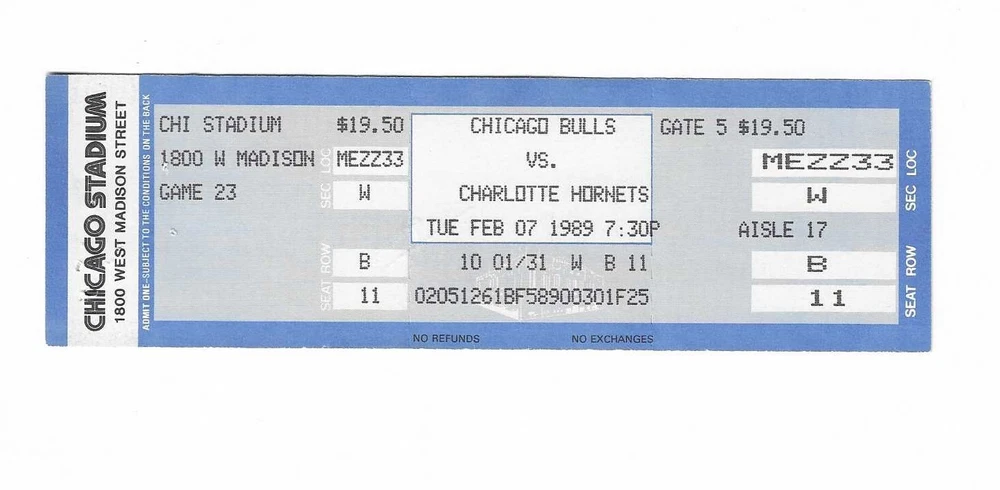 CHICAGO STADIUM
1800 WEST MADISON STREET
ADMIT ONE-SUBJECT TO THE CONDITIONS ON THE BACK
CHI STADIUM $19.50
1800 W MADISON MEZZ33
GAME 23 W
SEC LOC
B
11
SEAT ROW
CHICAGO BULLS
VS.
CHARLOTTE HORNETS
TUE FEB 07 1989 7:30P
10 01/31 W B 11
02051261BF58900301F25
NO REFUNDS NO EXCHANGES
GATE 5 $19.50
MEZZ33
W
SEC LOC
AISLE 17
B
11
SEAT ROW